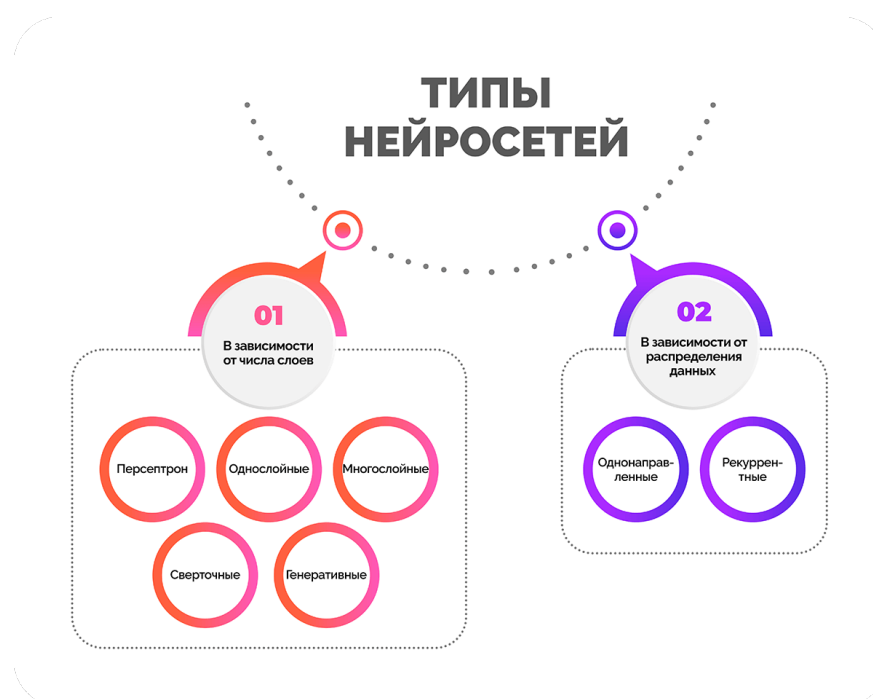 ТИПЫ
НЕЙРОСЕТЕЙ
01
В зависимости
от числа слоев
Персептрон
Однослойные
Многослойные
Сверточные
Генеративные
02
В зависимости от
распределения
данных
Однонаправ-
ленные
Рекуррен-
тные